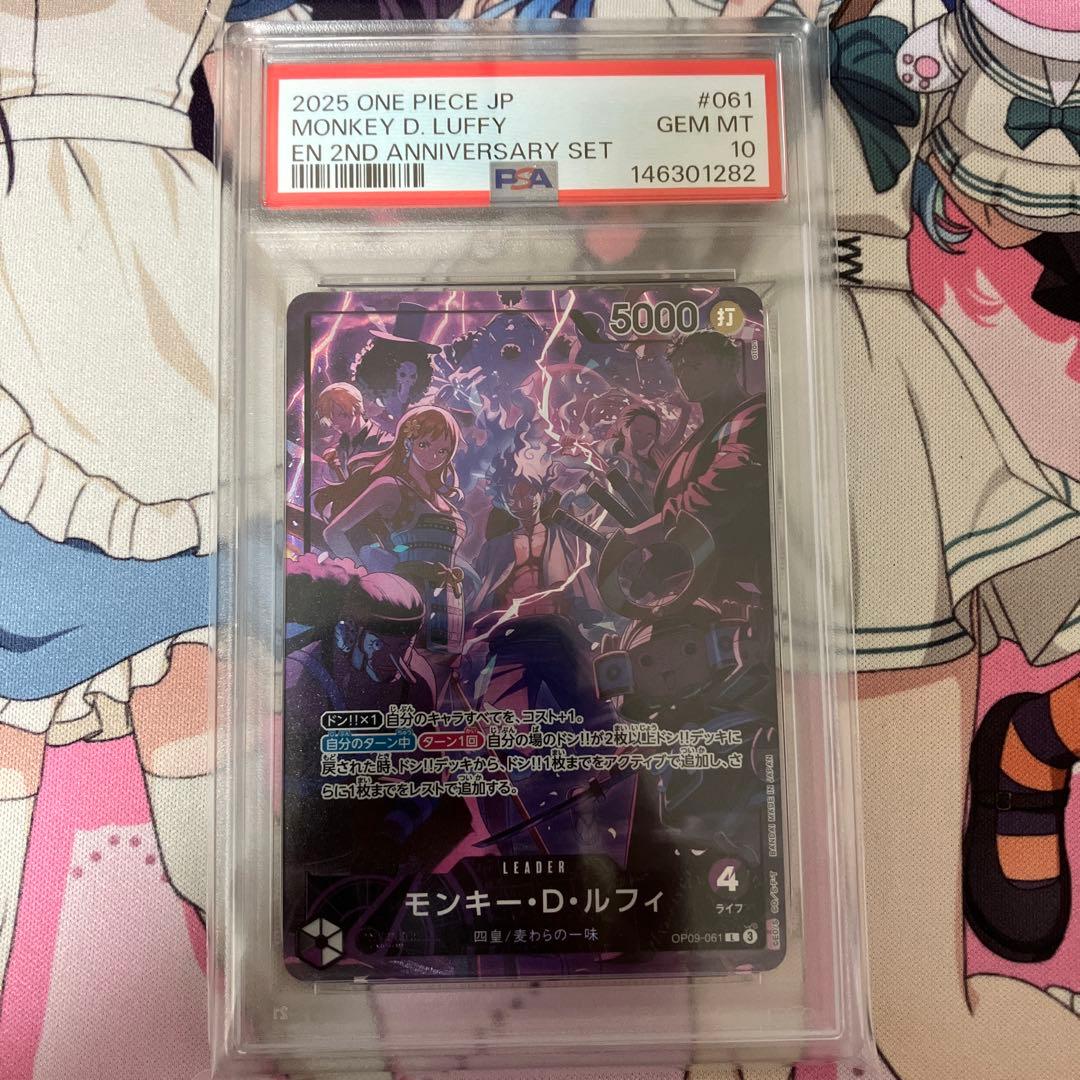 2025 ONE PIECE JP #061
MONKEY D. LUFFY GEM MT
EN 2ND ANNIVERSARY SET 10
PSA 146301282
5000 打
ドン!!×1 自分のキャラすべてを、コスト+1。
自分のターン中 ターン1回 自分の場のドン!!が2枚以上ドン!!デッキに
戻された時、ドン!!デッキから、ドン!!1枚までをアクティブで追加し、さ
らに1枚までをレストで追加する。
BANDAI MADE IN JAPAN
LEADER
モンキー・D・ルフィ
4
ライフ
四皇/麦わらの一味
OP09-061 L 3